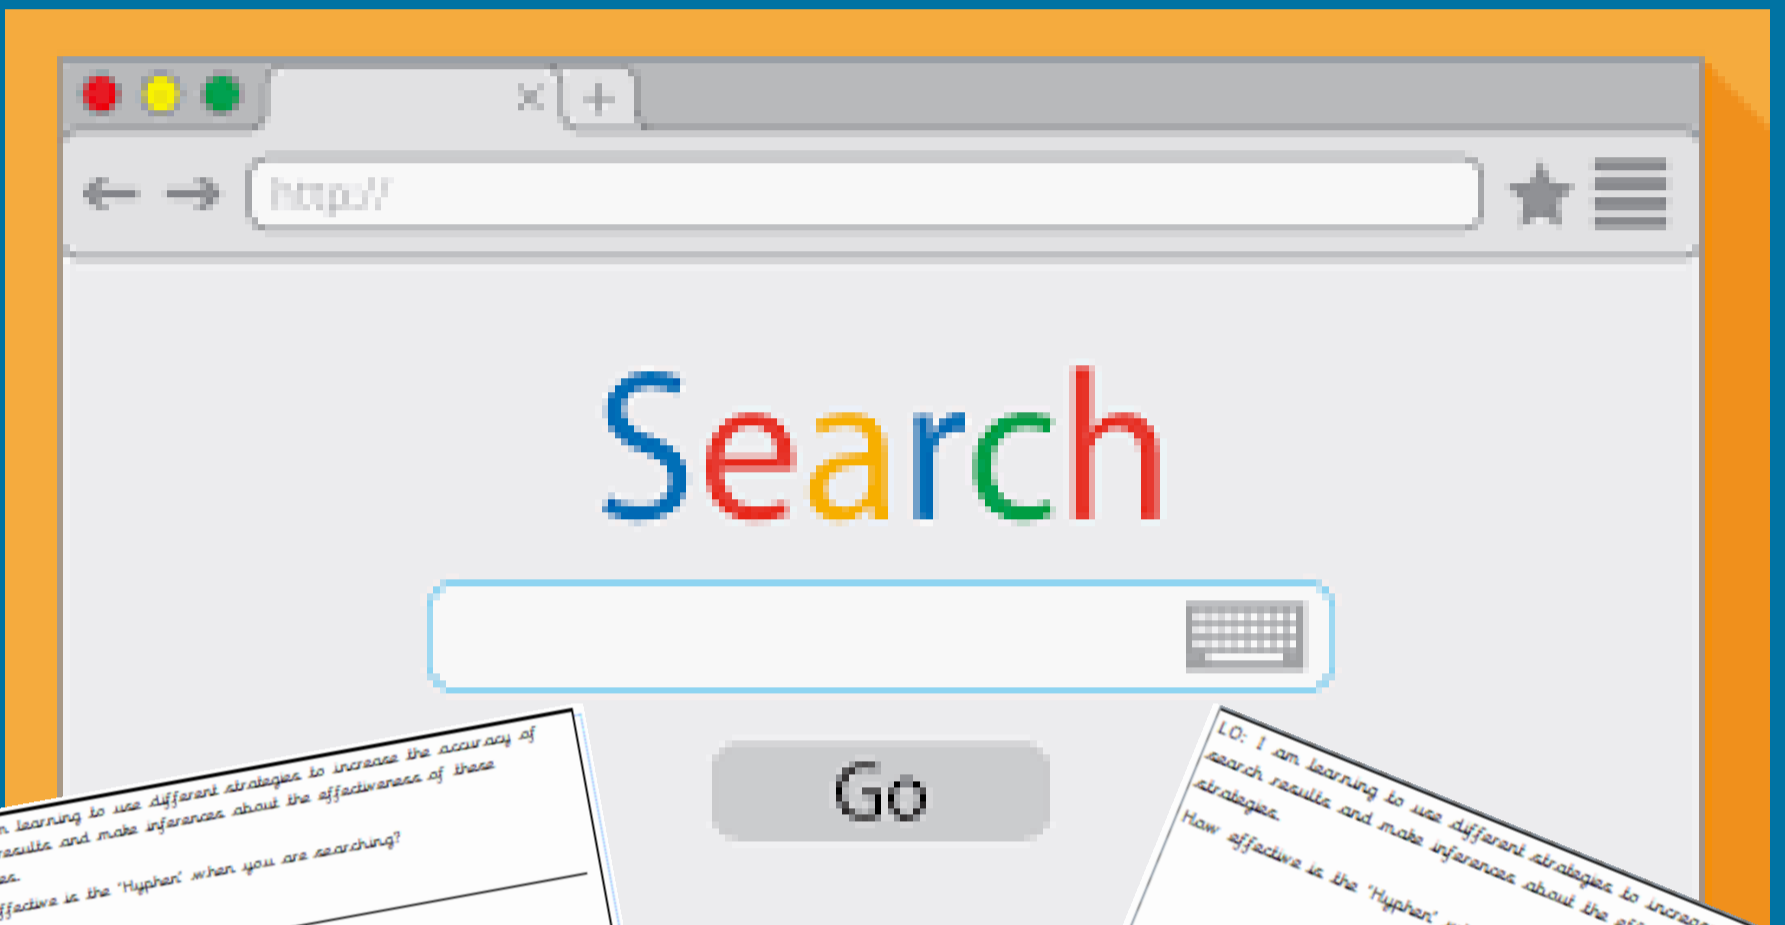 http://
Search
Go
learning to use different strategies to increase the accuracy of
results and make inferences about the effectiveness of these
effective is the "Hyphen" when you are searching?
LO: I am learning to use different strategies to increase
search results and make inferences about the
strategies.
How effective is the "Hyphen"